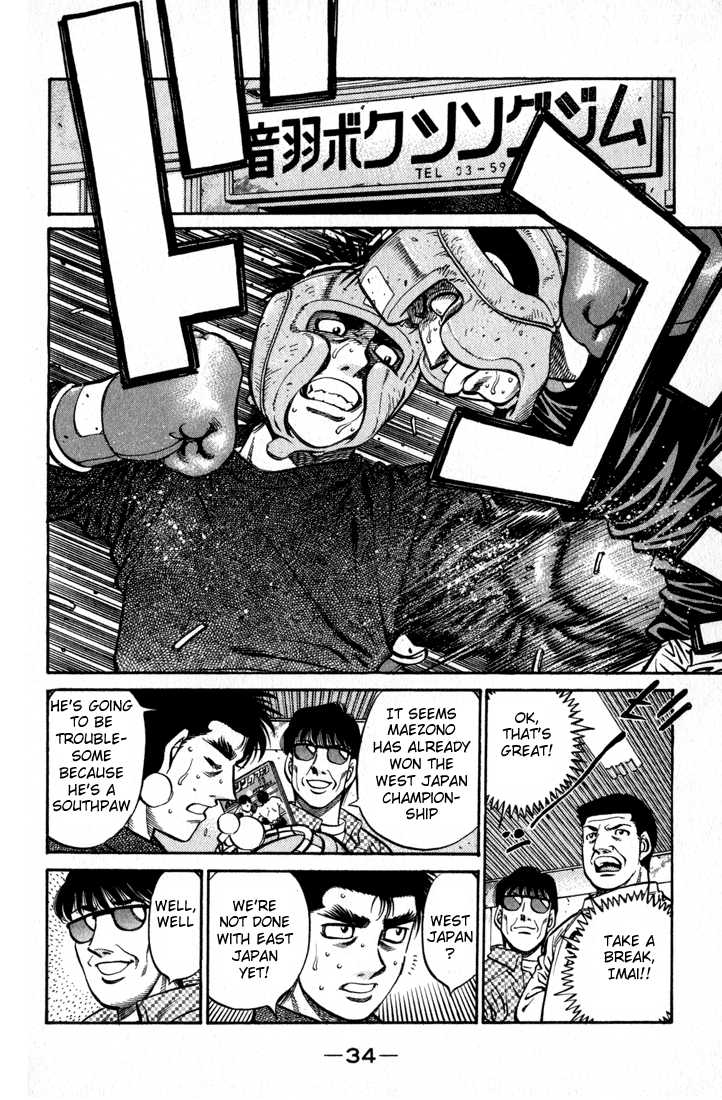 音羽ボクシングジム
TEL 03-59
OK,
THAT'S
GREAT!
TAKE A
BREAK,
IMAI!!
IT SEEMS
MAEZONO
HAS ALREADY
WON THE
WEST JAPAN
CHAMPION-
SHIP
HE'S GOING
TO BE
TROUBLE-
SOME
BECAUSE
HE'S A
SOUTHPAW
WEST
JAPAN
?
WE'RE
NOT DONE
WITH EAST
JAPAN
YET!
WELL,
WELL
—34—